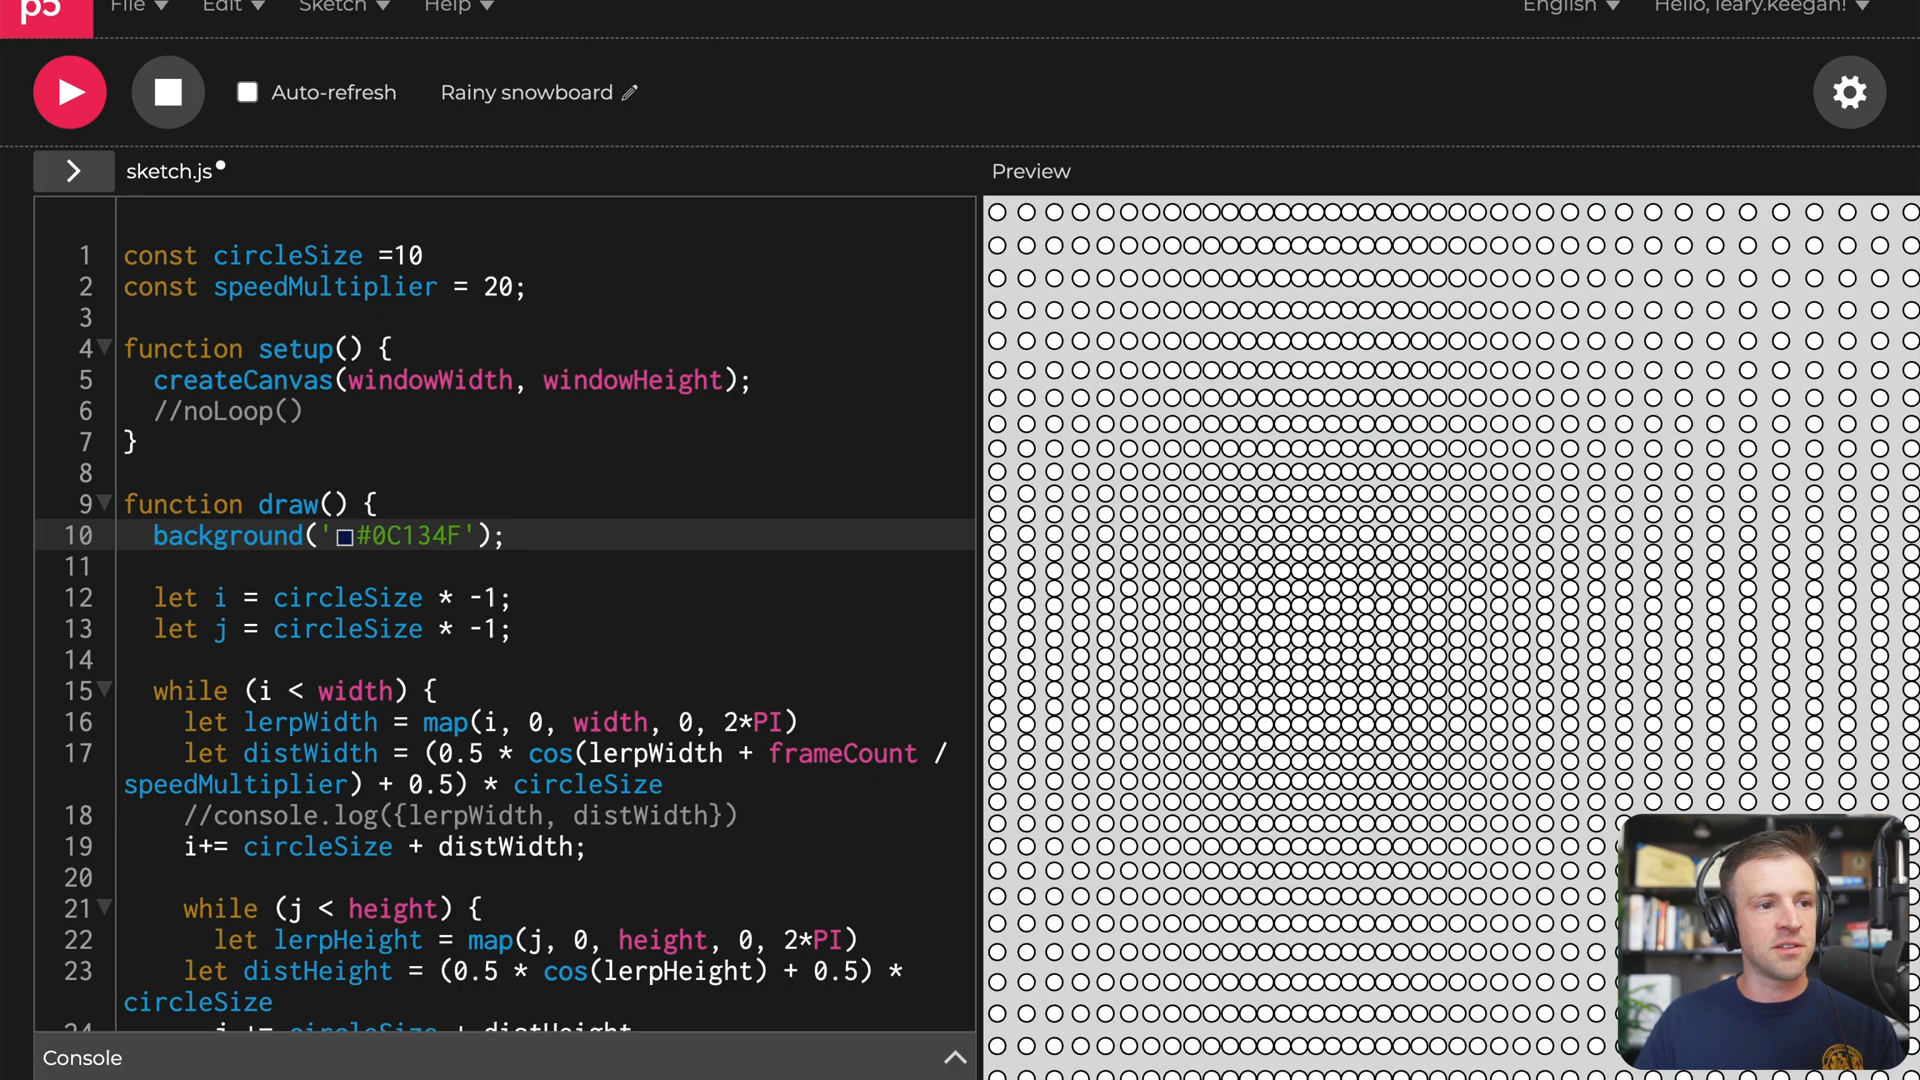 p5
File Edit Sketch Help
English Hello, leary.keegan!
Auto-refresh Rainy snowboard
sketch.js
Preview
1 const circleSize =10
2 const speedMultiplier = 20;
3
4 function setup() {
5 createCanvas(windowWidth, windowHeight);
6 //noLoop()
7 }
8
9 function draw() {
10 background('#0C134F');
11
12 let i = circleSize * -1;
13 let j = circleSize * -1;
14
15 while (i < width) {
16 let lerpWidth = map(i, 0, width, 0, 2*PI)
17 let distWidth = (0.5 * cos(lerpWidth + frameCount /
speedMultiplier) + 0.5) * circleSize
18 //console.log({lerpWidth, distWidth})
19 i+= circleSize + distWidth;
20
21 while (j < height) {
22 let lerpHeight = map(j, 0, height, 0, 2*PI)
23 let distHeight = (0.5 * cos(lerpHeight) + 0.5) *
circleSize
24 j += circleSize + distHeight
Console